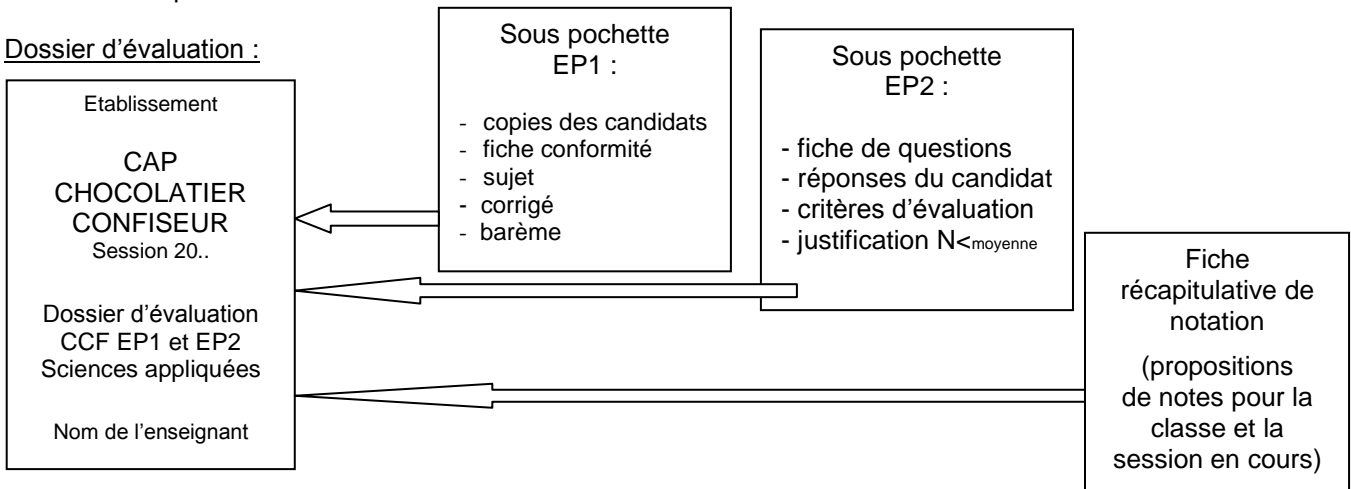 Dossier d’évaluation :
Etablissement
CAP
CHOCOLATIER
CONFISEUR
Session 20..
Dossier d’évaluation
CCF EP1 et EP2
Sciences appliquées
Nom de l’enseignant
Sous pochette
EP1 :
- copies des candidats
- fiche conformité
- sujet
- corrigé
- barème
Sous pochette
EP2 :
- fiche de questions
- réponses du candidat
- critères d’évaluation
- justification N<moyenne
Fiche
récapitulative de
notation
(propositions
de notes pour la
classe et la
session en cours)